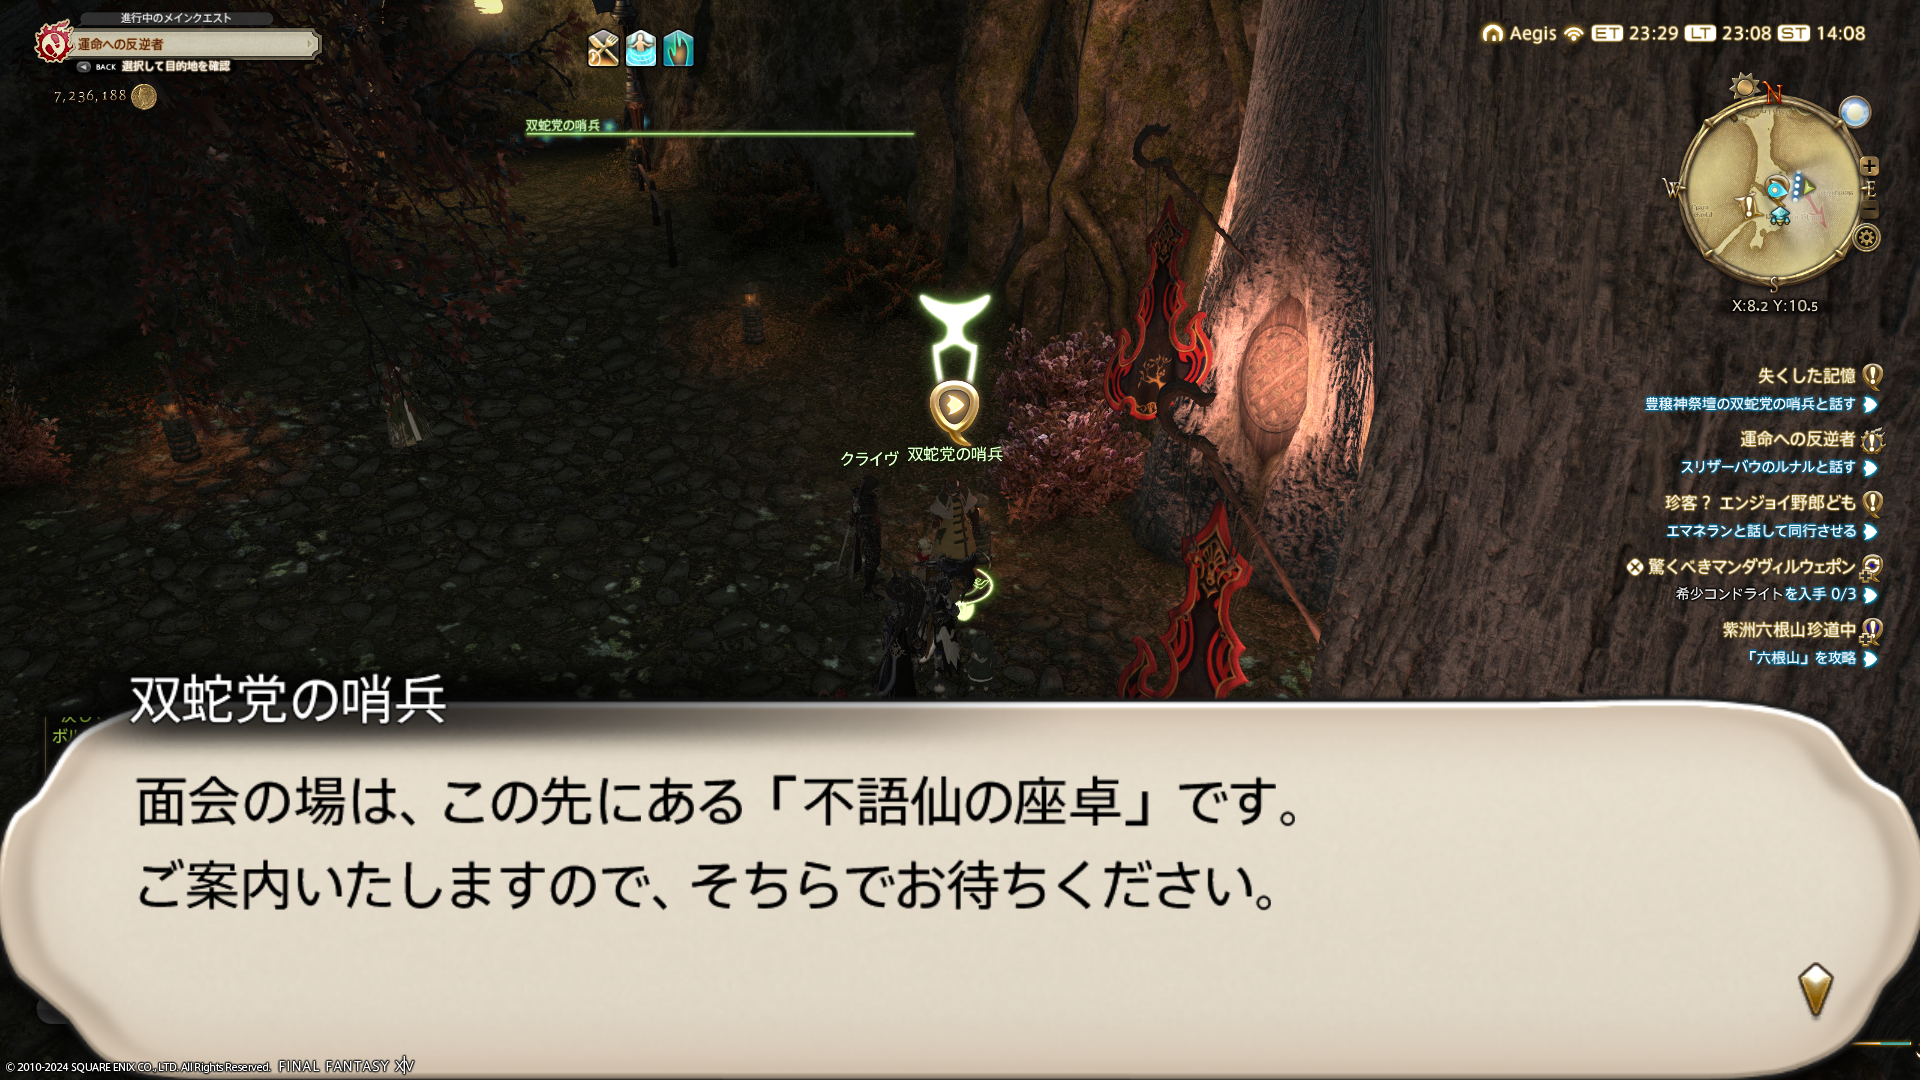 進行中のメインクエスト
運命への反逆者
BACK 選択して目的地を確認
7,236,188
双蛇党の哨兵
Aegis ET 23:29 LT 23:08 ST 14:08
N
W
E
S
X:8.2 Y:10.5
失くした記憶
豊穣神祭壇の双蛇党の哨兵と話す
運命への反逆者
スリザーバウのルナルと話す
珍客？ エンジョイ野郎ども
エマネランと話して同行させる
驚くべきマンダヴィルウェポン
希少コンドライトを入手 0/3
紫洲六根山珍道中
「六根山」を攻略
クライヴ 双蛇党の哨兵
双蛇党の哨兵
面会の場は、この先にある「不語仙の座卓」です。
ご案内いたしますので、そちらでお待ちください。
© 2010-2024 SQUARE ENIX CO., LTD. All Rights Reserved. FINAL FANTASY XIV